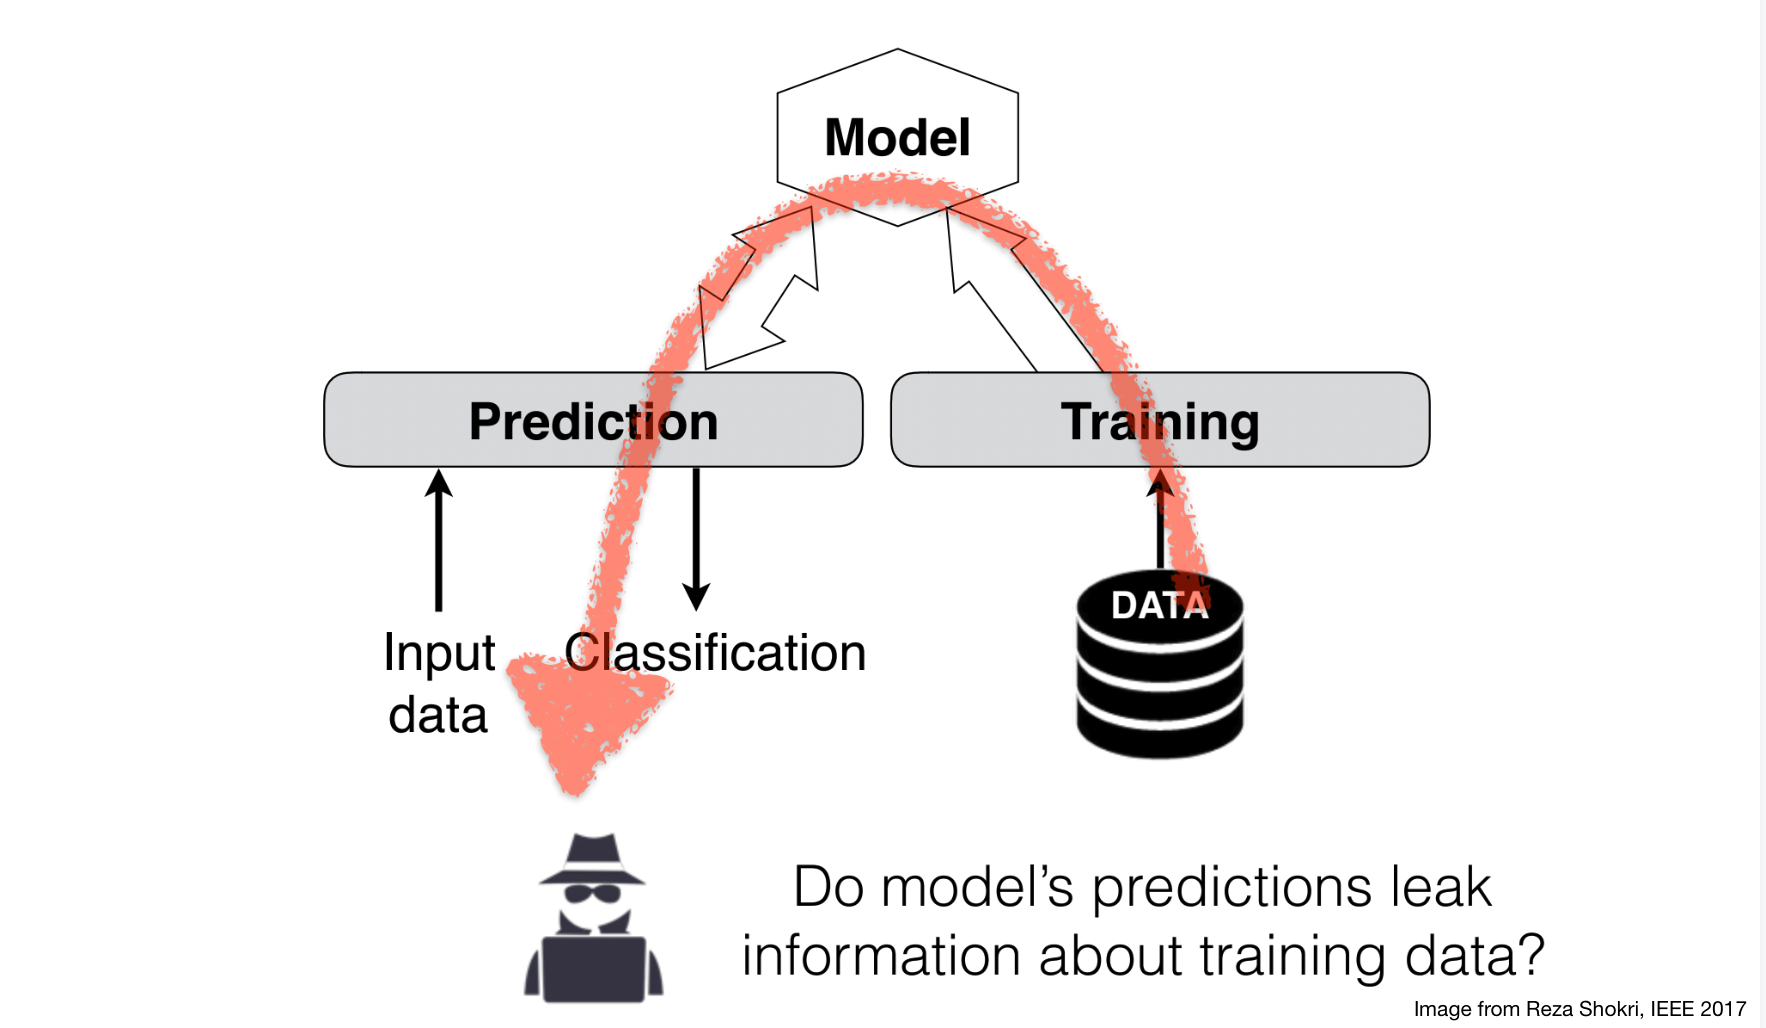 Model
Prediction
Training
Input
data
Classification
DATA
Do model’s predictions leak
information about training data?
Image from Reza Shokri, IEEE 2017